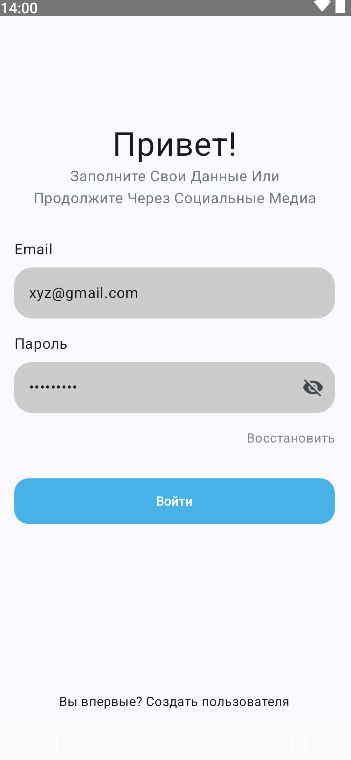 14:00
Привет!
Заполните Свои Данные Или
Продолжите Через Социальные Медиа
Email
xyz@gmail.com
Пароль
•••••••••
Восстановить
Войти
Вы впервые? Создать пользователя